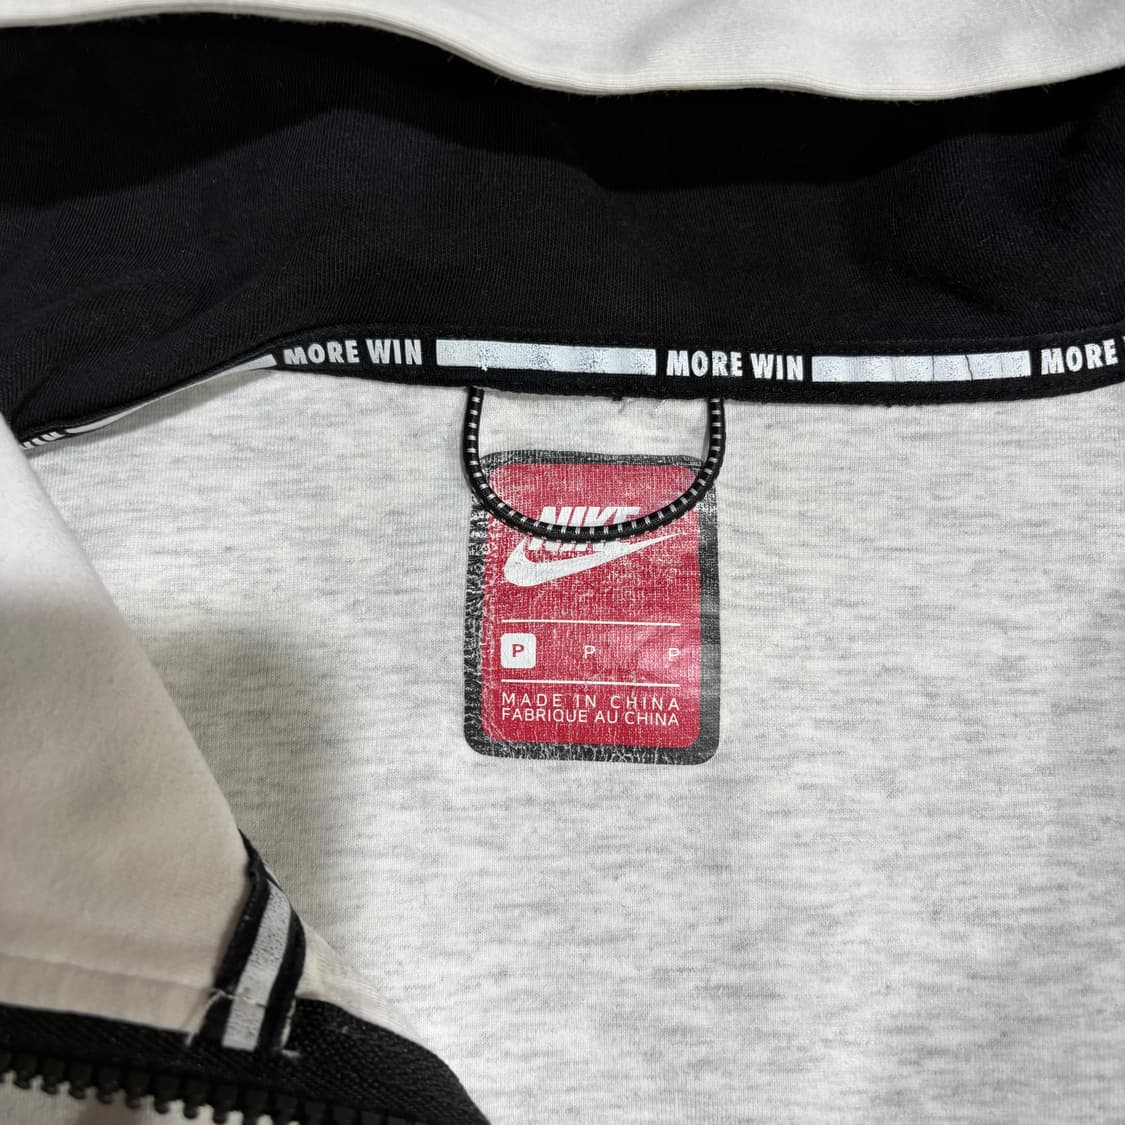 MORE WIN MORE WIN MORE
NIKE
P P P
MADE IN CHINA
FABRIQUE AU CHINA